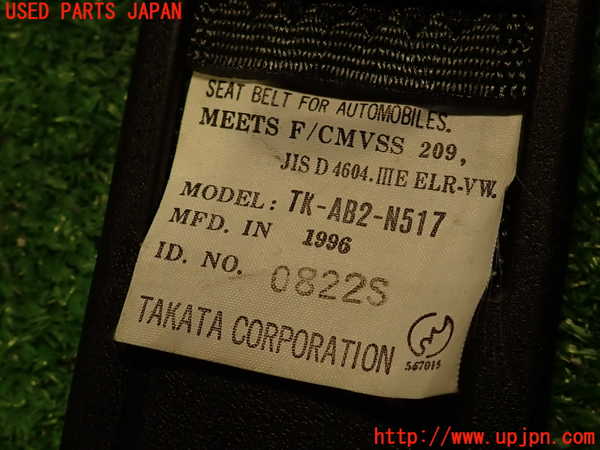 USED PARTS JAPAN
SEAT BELT FOR AUTOMOBILES.
MEETS F/CMVSS 209,
JIS D 4604.IIIE ELR-VW.
MODEL: TK-AB2-N517
MFD. IN 1996
ID. NO. 0822S
TAKATA CORPORATION
567015
http://www.upjpn.com/